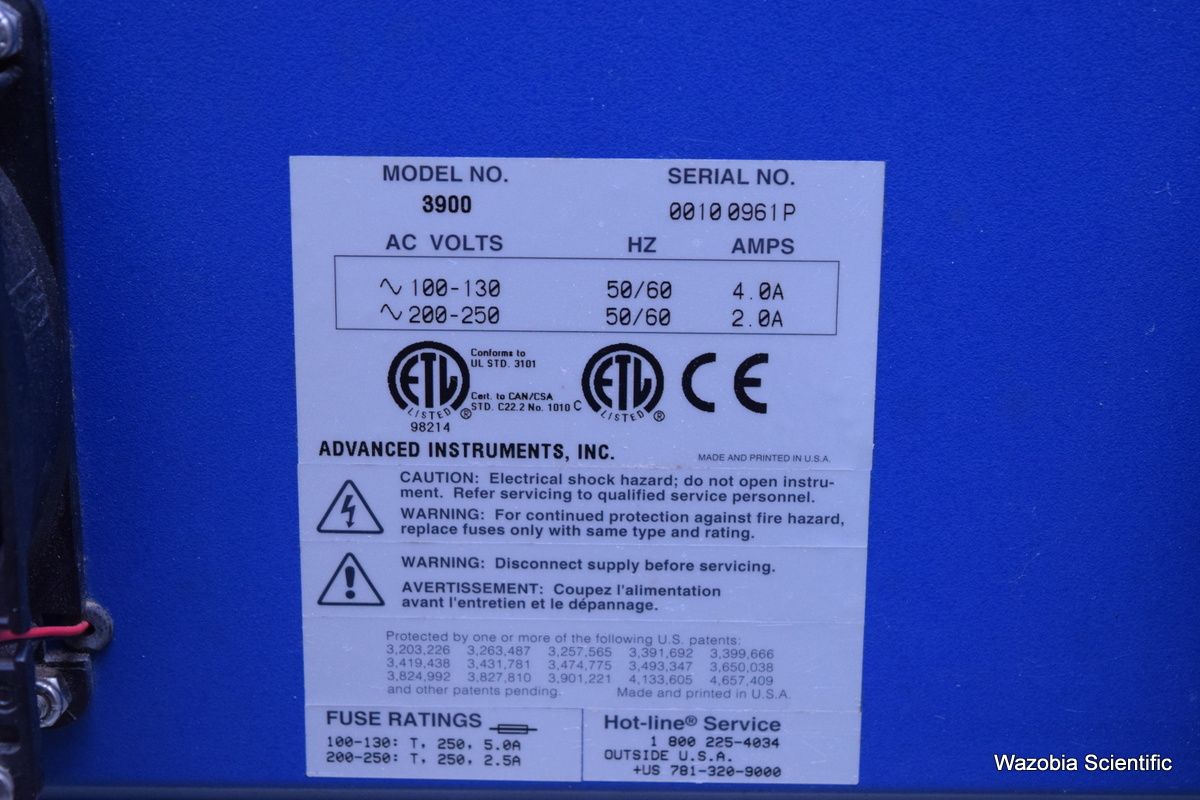 MODEL NO. SERIAL NO.
3900 00100961P
AC VOLTS HZ AMPS
∿ 100-130 50/60 4.0A
∿ 200-250 50/60 2.0A
ETL LISTED ® 98214
Conforms to
UL STD. 3101
Cert. to CAN/CSA
STD. C22.2 No. 1010
C ETL LISTED ®
CE
ADVANCED INSTRUMENTS, INC. MADE AND PRINTED IN U.S.A.
CAUTION: Electrical shock hazard; do not open instru-
ment. Refer servicing to qualified service personnel.
WARNING: For continued protection against fire hazard,
replace fuses only with same type and rating.
WARNING: Disconnect supply before servicing.
AVERTISSEMENT: Coupez l'alimentation
avant l'entretien et le dépannage.
Protected by one or more of the following U.S. patents:
3,203,226 3,263,487 3,257,565 3,391,692 3,399,666
3,419,438 3,431,781 3,474,775 3,493,347 3,650,038
3,824,992 3,827,810 3,901,221 4,133,605 4,657,409
and other patents pending. Made and printed in U.S.A.
FUSE RATINGS
100-130: T, 250, 5.0A
200-250: T, 250, 2.5A
Hot-line® Service
1 800 225-4034
OUTSIDE U.S.A.
+US 781-320-9000
Wazobia Scientific